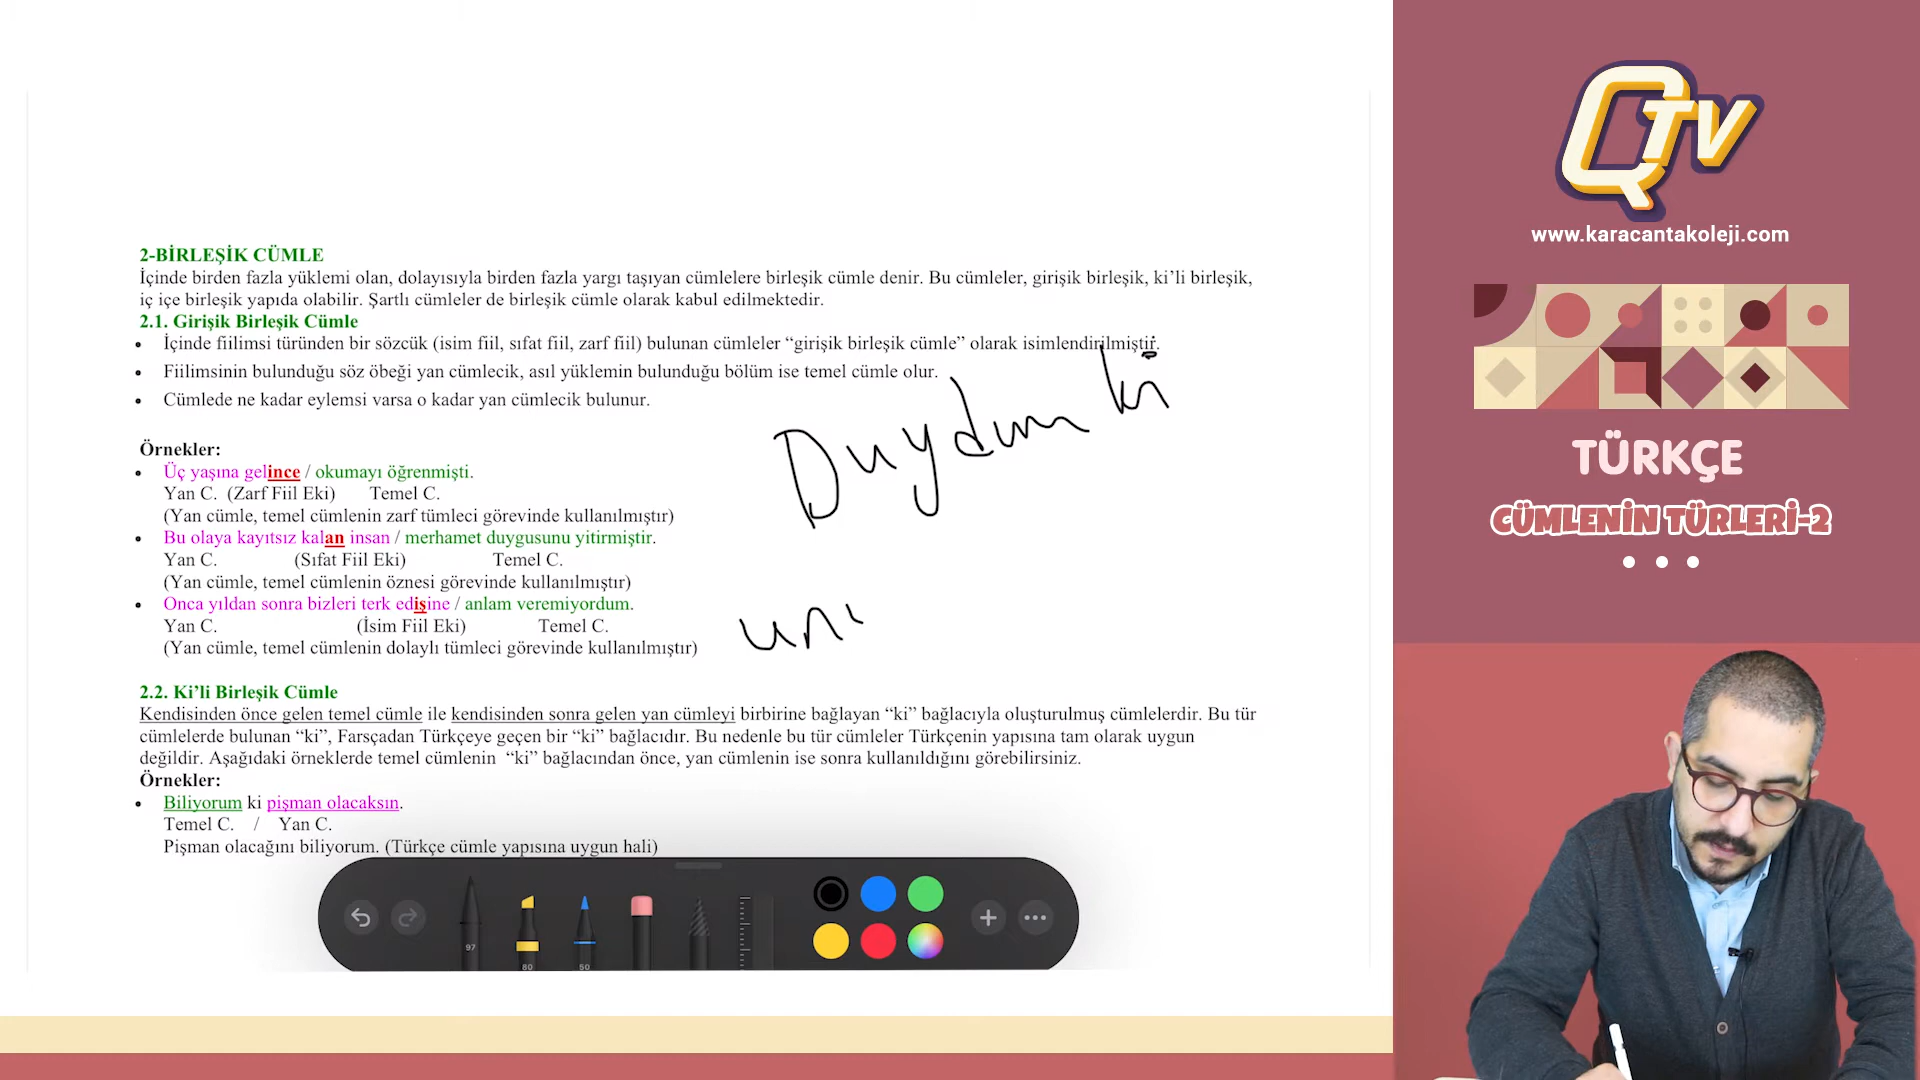 2-BİRLEŞİK CÜMLE
İçinde birden fazla yüklemi olan, dolayısıyla birden fazla yargı taşıyan cümlelere birleşik cümle denir. Bu cümleler, girişik birleşik, ki’li birleşik,
iç içe birleşik yapıda olabilir. Şartlı cümleler de birleşik cümle olarak kabul edilmektedir.
2.1. Girişik Birleşik Cümle
• İçinde fiilimsi türünden bir sözcük (isim fiil, sıfat fiil, zarf fiil) bulunan cümleler “girişik birleşik cümle” olarak isimlendirilmiştir.
• Fiilimsinin bulunduğu söz öbeği yan cümlecik, asıl yüklemin bulunduğu bölüm ise temel cümle olur.
• Cümlede ne kadar eylemsi varsa o kadar yan cümlecik bulunur.
Duydum ki
Örnekler:
• Üç yaşına gelince / okumayı öğrenmişti.
Yan C. (Zarf Fiil Eki) Temel C.
(Yan cümle, temel cümlenin zarf tümleci görevinde kullanılmıştır)
• Bu olaya kayıtsız kalan insan / merhamet duygusunu yitirmiştir.
Yan C. (Sıfat Fiil Eki) Temel C.
(Yan cümle, temel cümlenin öznesi görevinde kullanılmıştır)
• Onca yıldan sonra bizleri terk edişine / anlam veremiyordum.
Yan C. (İsim Fiil Eki) Temel C.
(Yan cümle, temel cümlenin dolaylı tümleci görevinde kullanılmıştır)
unu
2.2. Ki’li Birleşik Cümle
Kendisinden önce gelen temel cümle ile kendisinden sonra gelen yan cümleyi birbirine bağlayan “ki” bağlacıyla oluşturulmuş cümlelerdir. Bu tür
cümlelerde bulunan “ki”, Farsçadan Türkçeye geçen bir “ki” bağlacıdır. Bu nedenle bu tür cümleler Türkçenin yapısına tam olarak uygun
değildir. Aşağıdaki örneklerde temel cümlenin “ki” bağlacından önce, yan cümlenin ise sonra kullanıldığını görebilirsiniz.
Örnekler:
• Biliyorum ki pişman olacaksın.
Temel C. / Yan C.
Pişman olacağını biliyorum. (Türkçe cümle yapısına uygun hali)
97
80
50
QTV
www.karacantakoleji.com
TÜRKÇE
CÜMLENİN TÜRLERİ-2